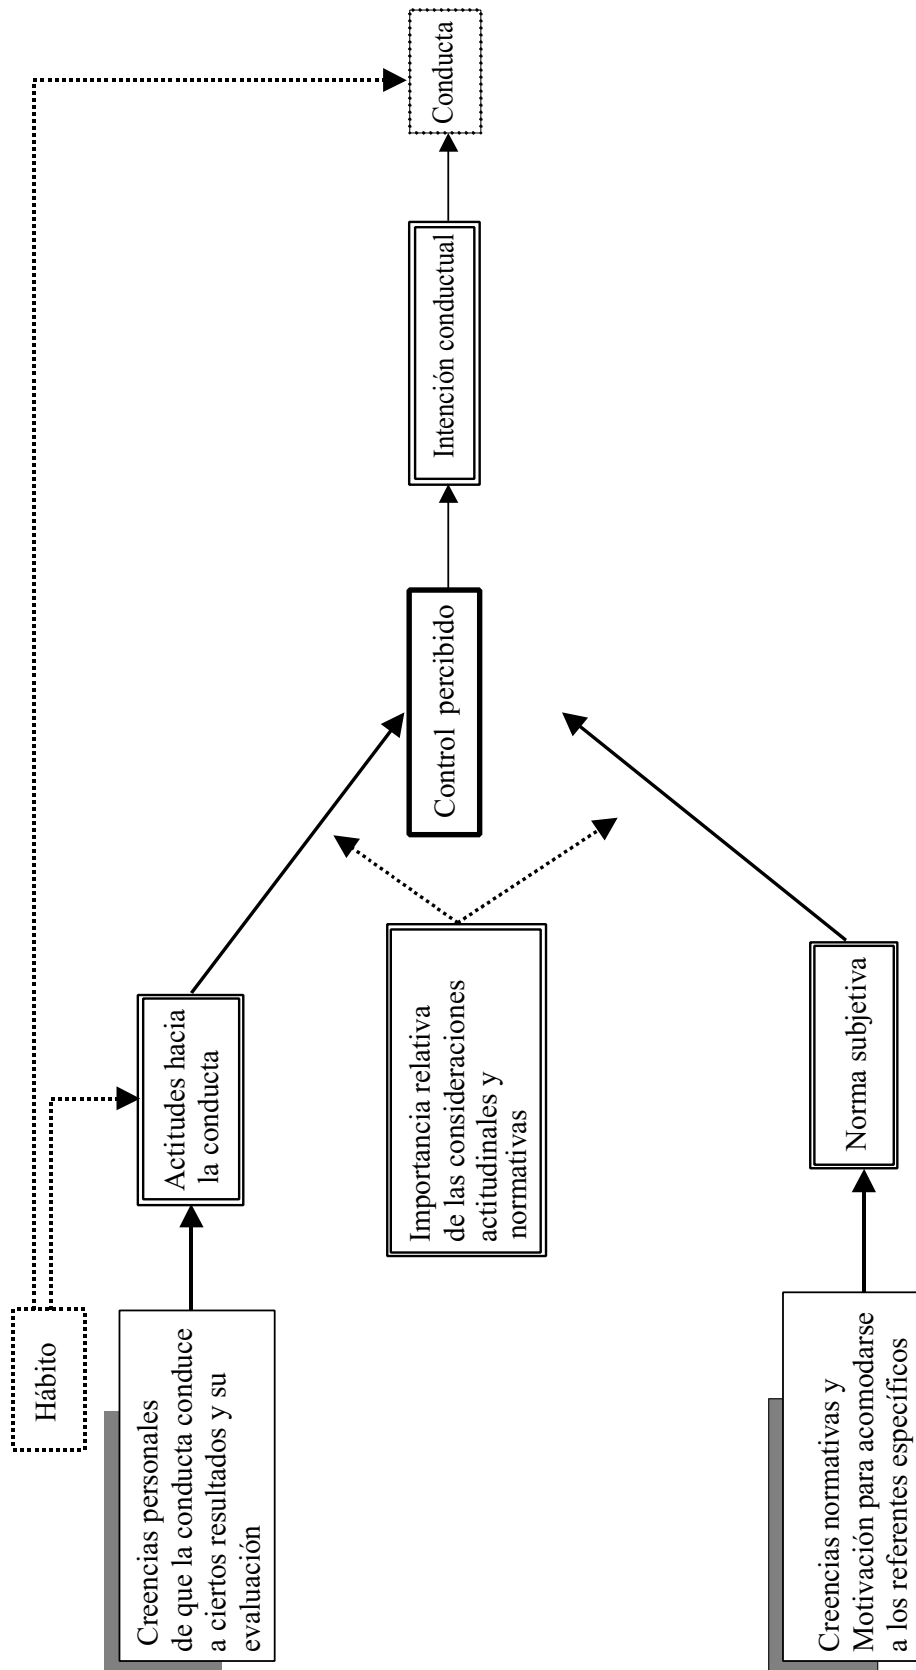 Hábito
Creencias personales
de que la conducta conduce
a ciertos resultados y su
evaluación
Actitudes hacia
la conducta
Importancia relativa
de las consideraciones
actitudinales y
normativas
Control percibido
Intención conductual
Conducta
Creencias normativas y
Motivación para acomodarse
a los referentes específicos
Norma subjetiva